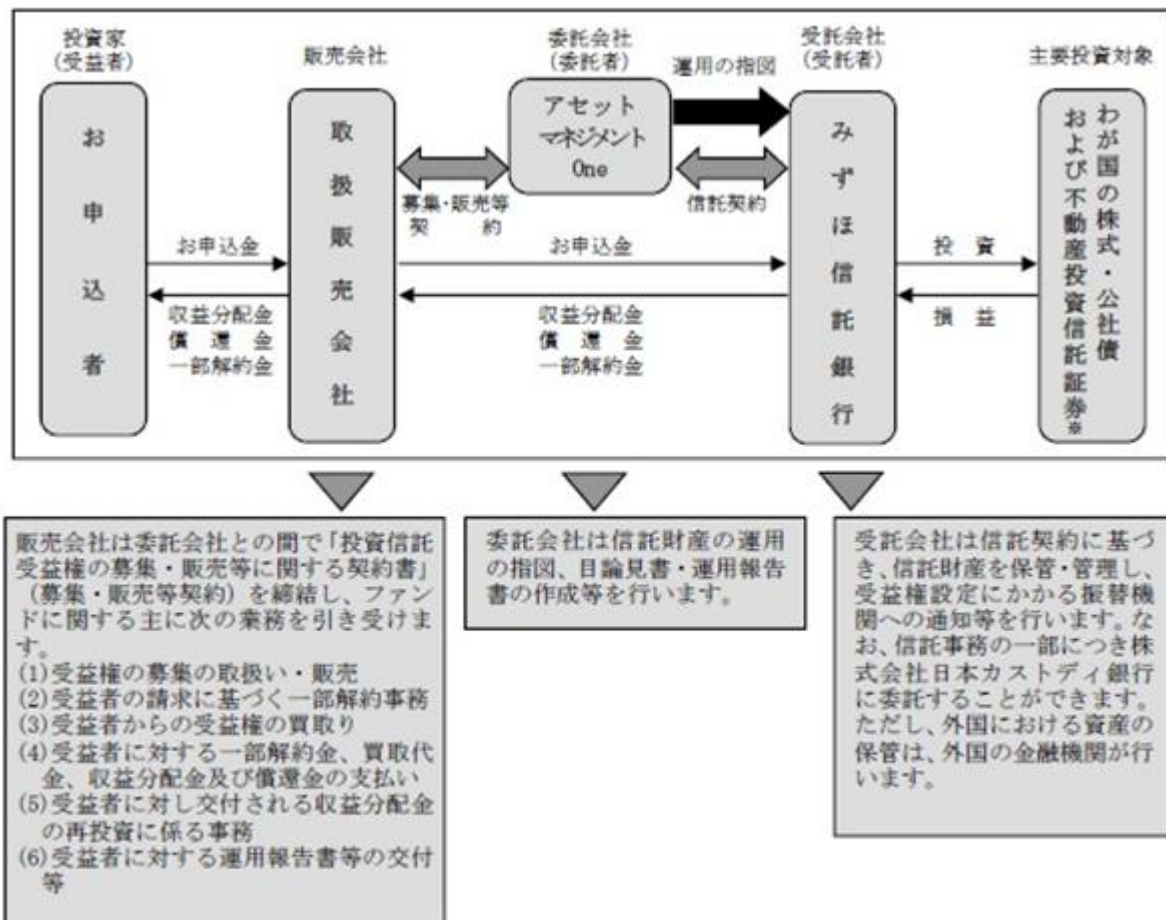 投資家
(受益者)
販売会社
委託会社
(委託者)
受託会社
(受託者)
主要投資対象
運用の指図
お申込者
取扱販売会社
アセット
マネジメント
One
みずほ信託銀行
わが国の株式・公社債
および不動産投資信託証券※
募集・販売等
契約
信託契約
お申込金
収益分配金
償還金
一部解約金
お申込金
収益分配金
償還金
一部解約金
投資
損益
販売会社は委託会社との間で「投資信託
受益権の募集・販売等に関する契約書」
(募集・販売等契約)を締結し、ファン
ドに関する主に次の業務を引き受けま
す。
(1)受益権の募集の取扱い・販売
(2)受益者の請求に基づく一部解約事務
(3)受益者からの受益権の買取り
(4)受益者に対する一部解約金、買取代
金、収益分配金及び償還金の支払い
(5)受益者に対し交付される収益分配金
の再投資に係る事務
(6)受益者に対する運用報告書等の交付
等
委託会社は信託財産の運用
の指図、目論見書・運用報告
書の作成等を行います。
受託会社は信託契約に基づ
き、信託財産を保管・管理し、
受益権設定にかかる振替機
関への通知等を行います。な
お、信託事務の一部につき株
式会社日本カストディ銀行
に委託することができます。
ただし、外国における資産の
保管は、外国の金融機関が行
います。